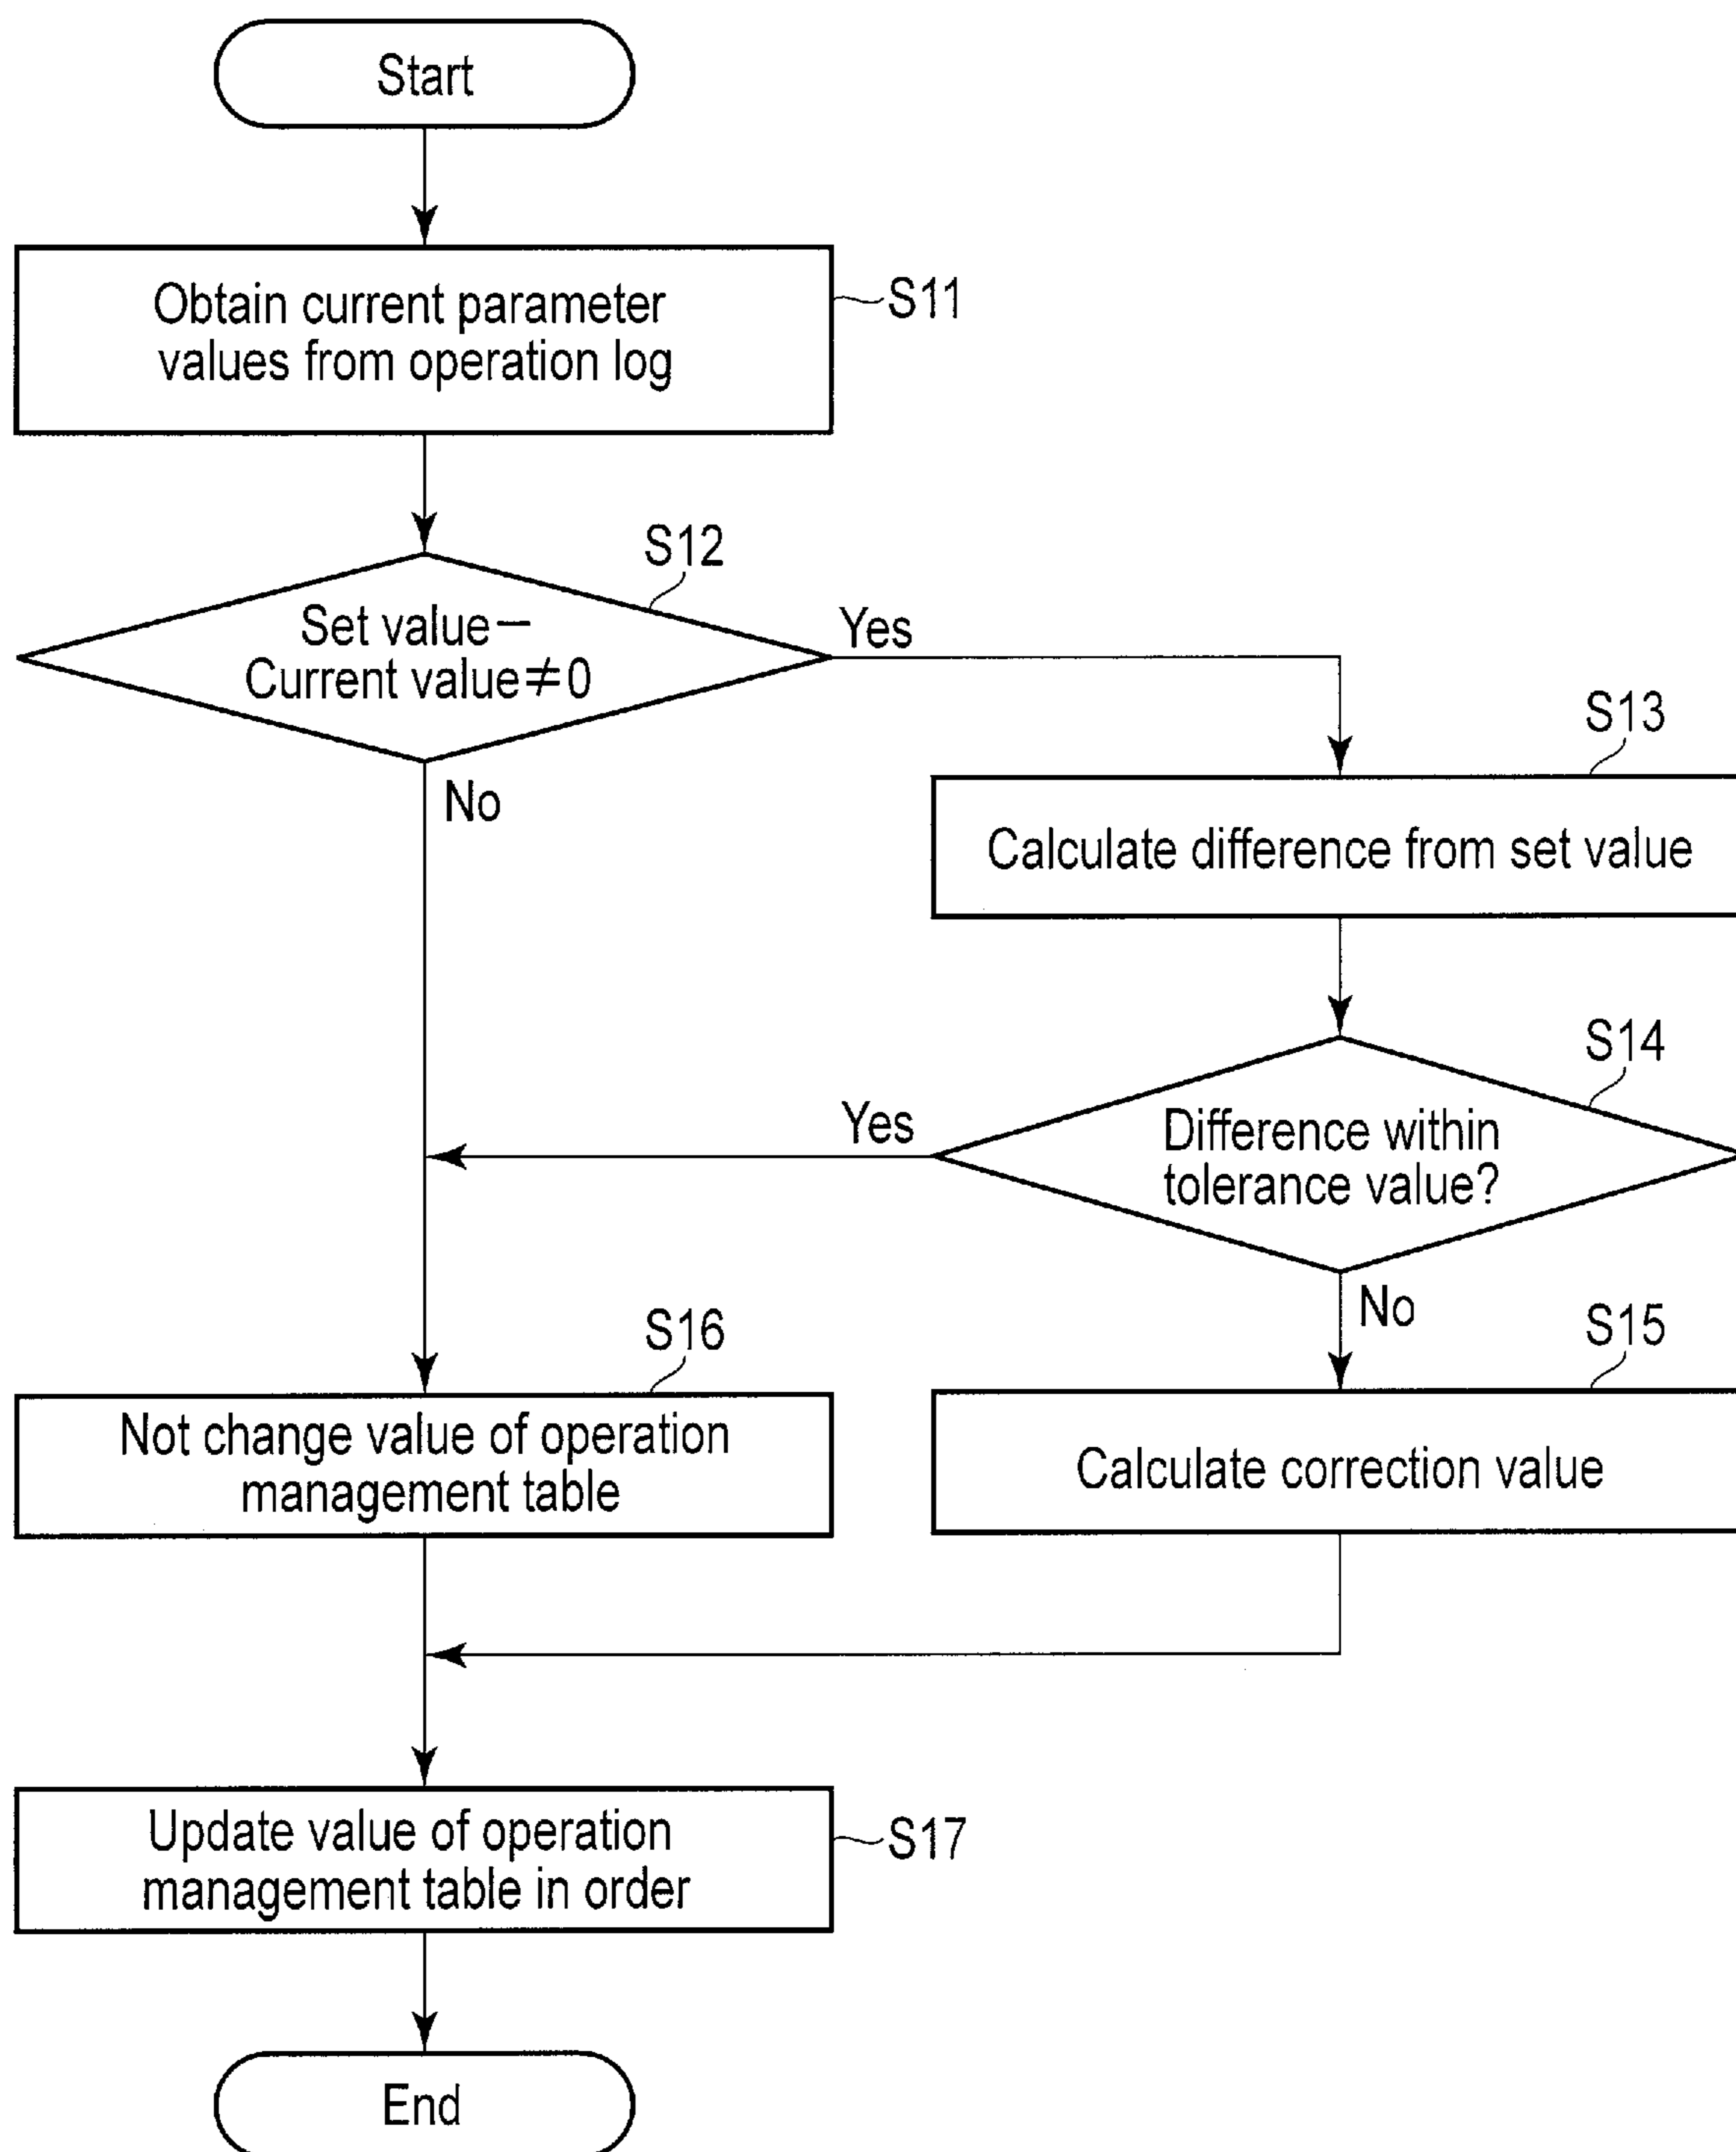 Start
Obtain current parameter
values from operation log
S11
S12
Set value−
Current value≠0
Yes
No
S13
Calculate difference from set value
S14
Difference within
tolerance value?
Yes
No
S15
Calculate correction value
S16
Not change value of operation
management table
Update value of operation
management table in order
S17
End